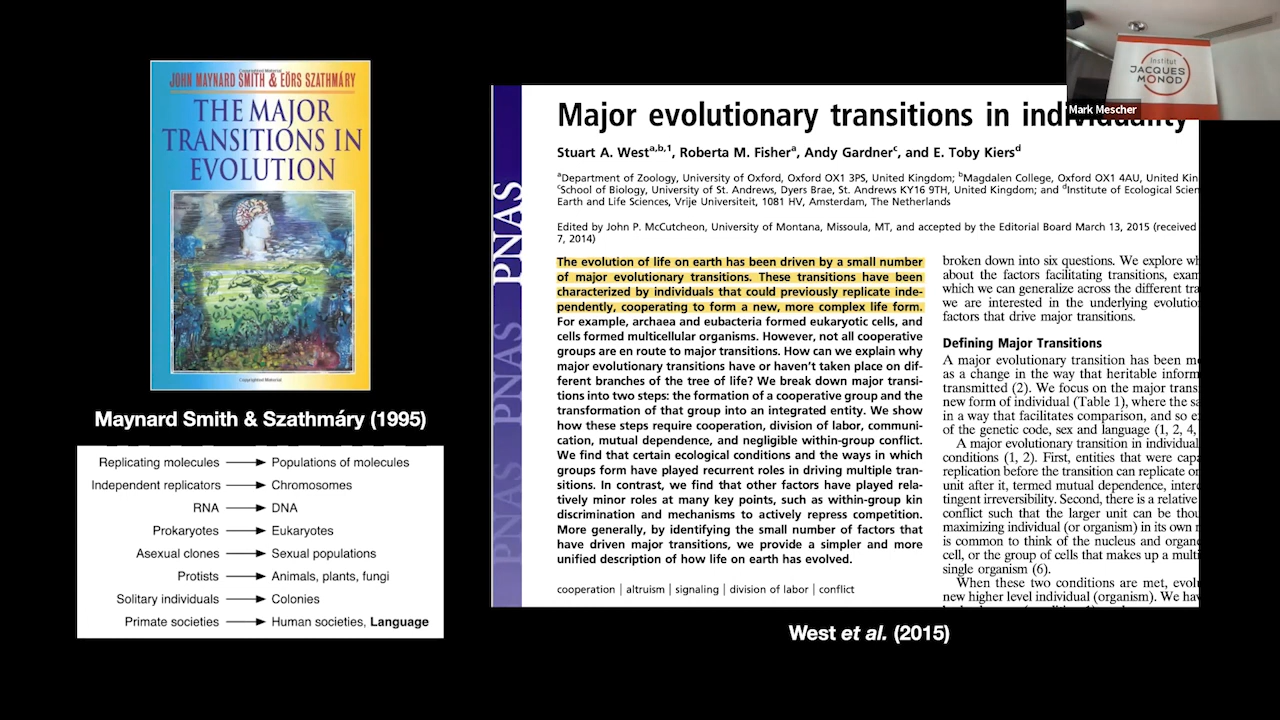 JOHN MAYNARD SMITH & EÖRS SZATHMÁRY
THE MAJOR
TRANSITIONS IN
EVOLUTION
Maynard Smith & Szathmáry (1995)
Replicating molecules → Populations of molecules
Independent replicators → Chromosomes
RNA → DNA
Prokaryotes → Eukaryotes
Asexual clones → Sexual populations
Protists → Animals, plants, fungi
Solitary individuals → Colonies
Primate societies → Human societies, Language
PNAS
PNAS
PNAS
Major evolutionary transitions in individuality
Stuart A. Westa,b,1, Roberta M. Fishera, Andy Gardnerc, and E. Toby Kiersd
aDepartment of Zoology, University of Oxford, Oxford OX1 3PS, United Kingdom; bMagdalen College, Oxford OX1 4AU, United Kin
cSchool of Biology, University of St. Andrews, Dyers Brae, St. Andrews KY16 9TH, United Kingdom; and dInstitute of Ecological Scien
Earth and Life Sciences, Vrije Universiteit, 1081 HV, Amsterdam, The Netherlands
Edited by John P. McCutcheon, University of Montana, Missoula, MT, and accepted by the Editorial Board March 13, 2015 (received
7, 2014)
The evolution of life on earth has been driven by a small number
of major evolutionary transitions. These transitions have been
characterized by individuals that could previously replicate inde-
pendently, cooperating to form a new, more complex life form.
For example, archaea and eubacteria formed eukaryotic cells, and
cells formed multicellular organisms. However, not all cooperative
groups are en route to major transitions. How can we explain why
major evolutionary transitions have or haven't taken place on dif-
ferent branches of the tree of life? We break down major transi-
tions into two steps: the formation of a cooperative group and the
transformation of that group into an integrated entity. We show
how these steps require cooperation, division of labor, communi-
cation, mutual dependence, and negligible within-group conflict.
We find that certain ecological conditions and the ways in which
groups form have played recurrent roles in driving multiple tran-
sitions. In contrast, we find that other factors have played rela-
tively minor roles at many key points, such as within-group kin
discrimination and mechanisms to actively repress competition.
More generally, by identifying the small number of factors that
have driven major transitions, we provide a simpler and more
unified description of how life on earth has evolved.
cooperation | altruism | signaling | division of labor | conflict
broken down into six questions. We explore wh
about the factors facilitating transitions, exam
which we can generalize across the different tra
we are interested in the underlying evolutio
factors that drive major transitions.
Defining Major Transitions
A major evolutionary transition has been m
as a change in the way that heritable inform
transmitted (2). We focus on the major trans
new form of individual (Table 1), where the sa
in a way that facilitates comparison, and so e
of the genetic code, sex and language (1, 2, 4,
A major evolutionary transition in individual
conditions (1, 2). First, entities that were capa
replication before the transition can replicate on
unit after it, termed mutual dependence, interd
tingent irreversibility. Second, there is a relative
conflict such that the larger unit can be thou
maximizing individual (or organism) in its own r
is common to think of the nucleus and organe
cell, or the group of cells that makes up a multi
single organism (6).
When these two conditions are met, evol
new higher level individual (organism). We hav
West et al. (2015)
Institut
JACQUES
MONOD
Mark Mescher